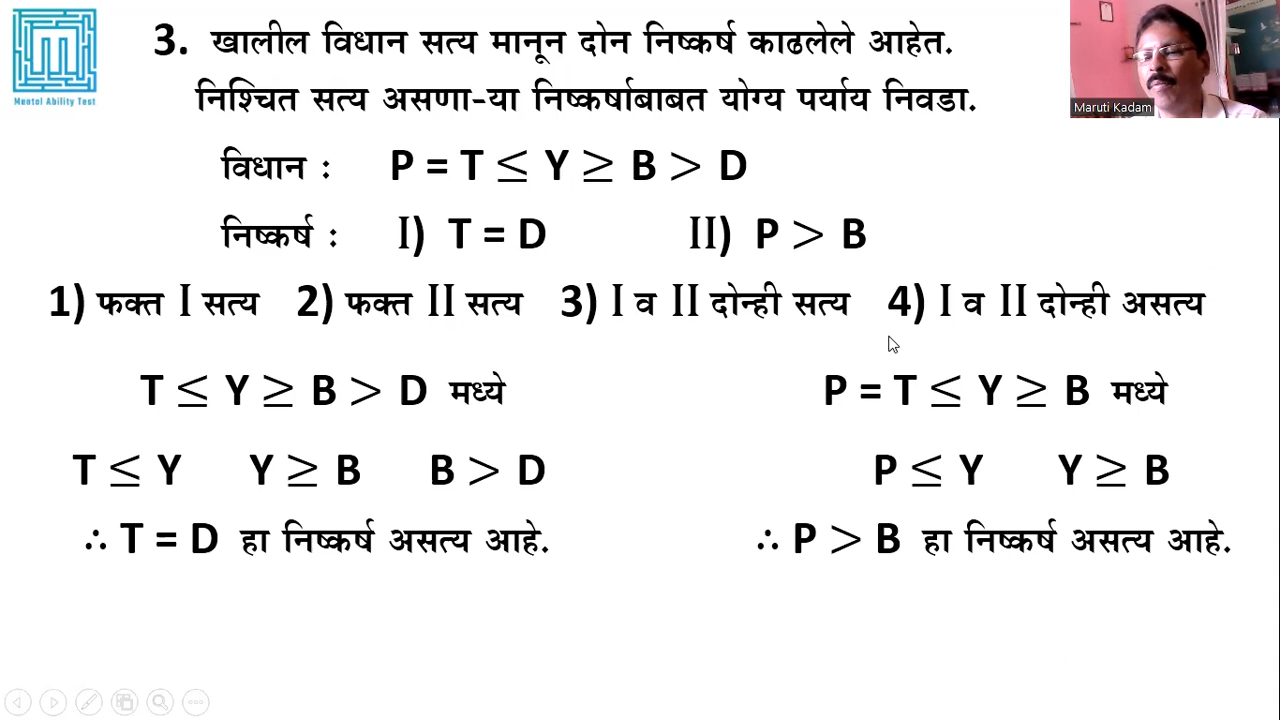 Mental Ability Test
Maruti Kadam
3. खालील विधान सत्य मानून दोन निष्कर्ष काढलेले आहेत.
निश्चित सत्य असणा-या निष्कर्षाबाबत योग्य पर्याय निवडा.
विधान : P = T ≤ Y ≥ B > D
निष्कर्ष : I) T = D II) P > B
1) फक्त I सत्य 2) फक्त II सत्य 3) I व II दोन्ही सत्य 4) I व II दोन्ही असत्य
T ≤ Y ≥ B > D मध्ये P = T ≤ Y ≥ B मध्ये
T ≤ Y Y ≥ B B > D P ≤ Y Y ≥ B
∴ T = D हा निष्कर्ष असत्य आहे. ∴ P > B हा निष्कर्ष असत्य आहे.